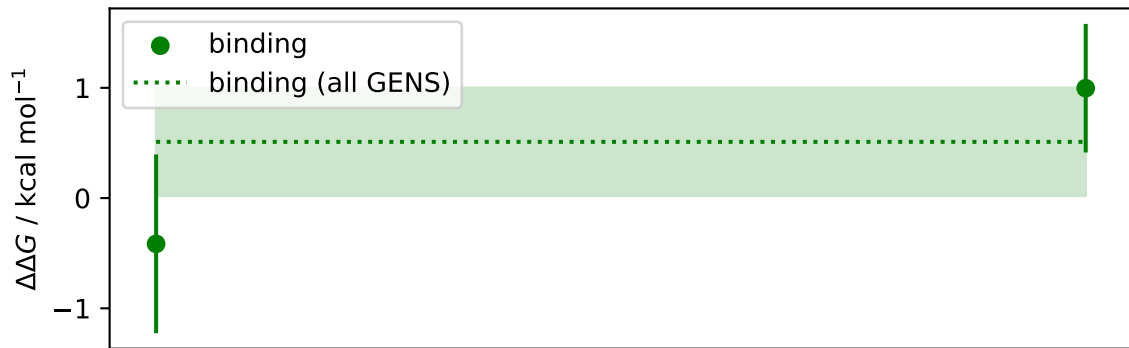 binding
binding (all GENS)
1
0
−1
ΔΔG / kcal mol⁻¹